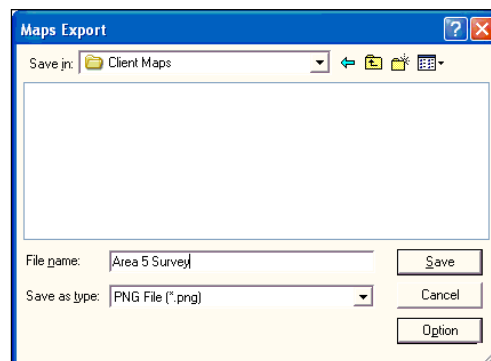 Maps Export
Save in: Client Maps
File name: Area 5 Survey
Save
Save as type: PNG File (*.png)
Cancel
Option